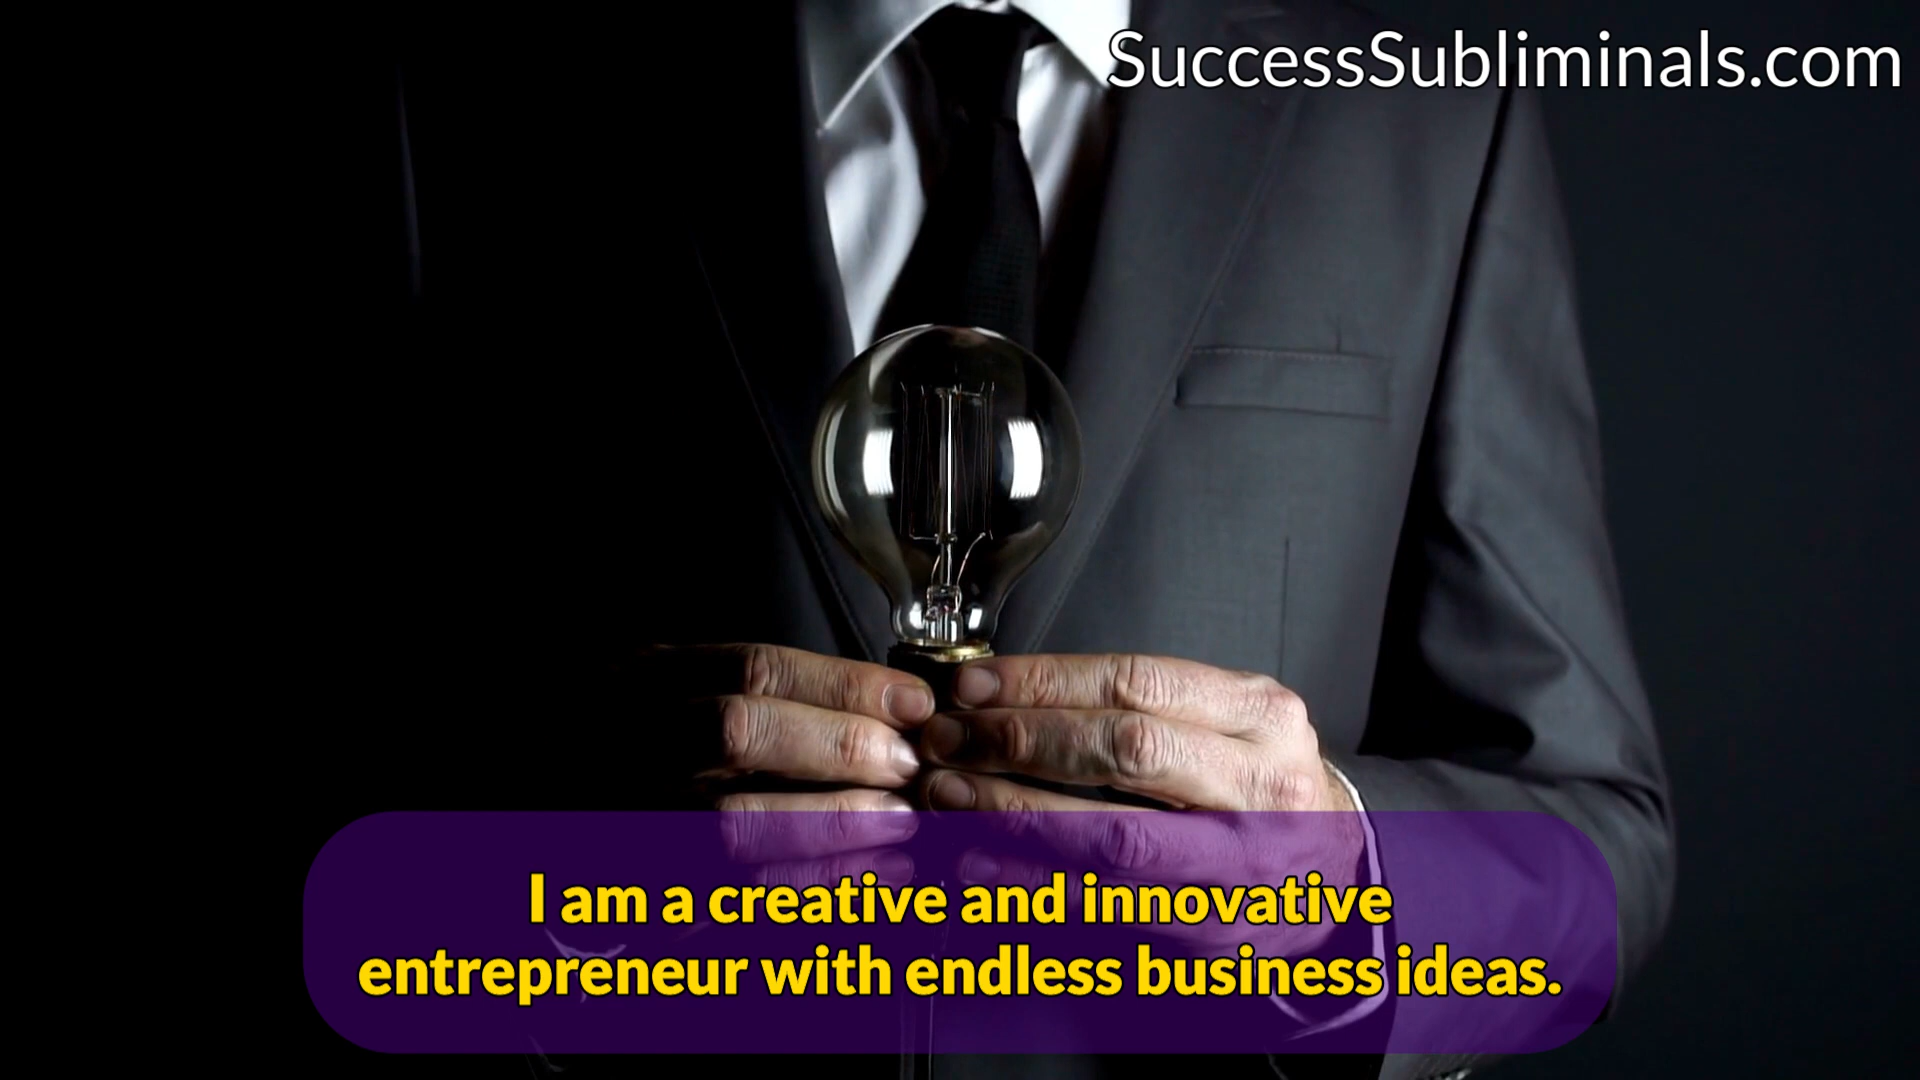 SuccessSubliminals.com
I am a creative and innovative
entrepreneur with endless business ideas.